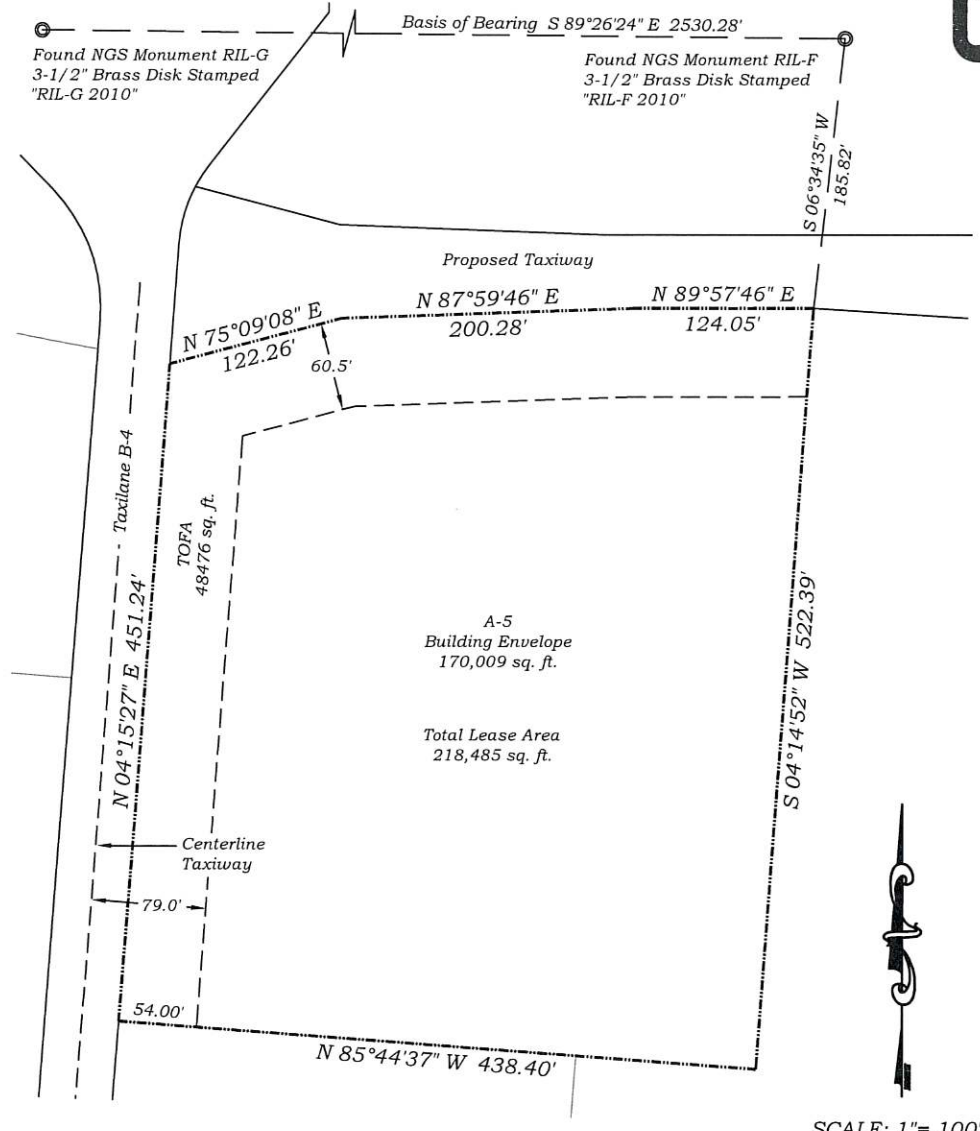 Basis of Bearing S 89°26'24" E 2530.28'
Found NGS Monument RIL-G
3-1/2" Brass Disk Stamped
"RIL-G 2010"
Found NGS Monument RIL-F
3-1/2" Brass Disk Stamped
"RIL-F 2010"
S 06°34'35" W
185.82'
Proposed Taxiway
N 75°09'08" E
122.26'
N 87°59'46" E
200.28'
N 89°57'46" E
124.05'
60.5'
Taxilane B-4
TOFA
48476 sq. ft.
N 04°15'27" E 451.24'
A-5
Building Envelope
170,009 sq. ft.
Total Lease Area
218,485 sq. ft.
S 04°14'52" W 522.39'
Centerline
Taxiway
79.0'
54.00'
N 85°44'37" W 438.40'
SCALE: 1"= 100'